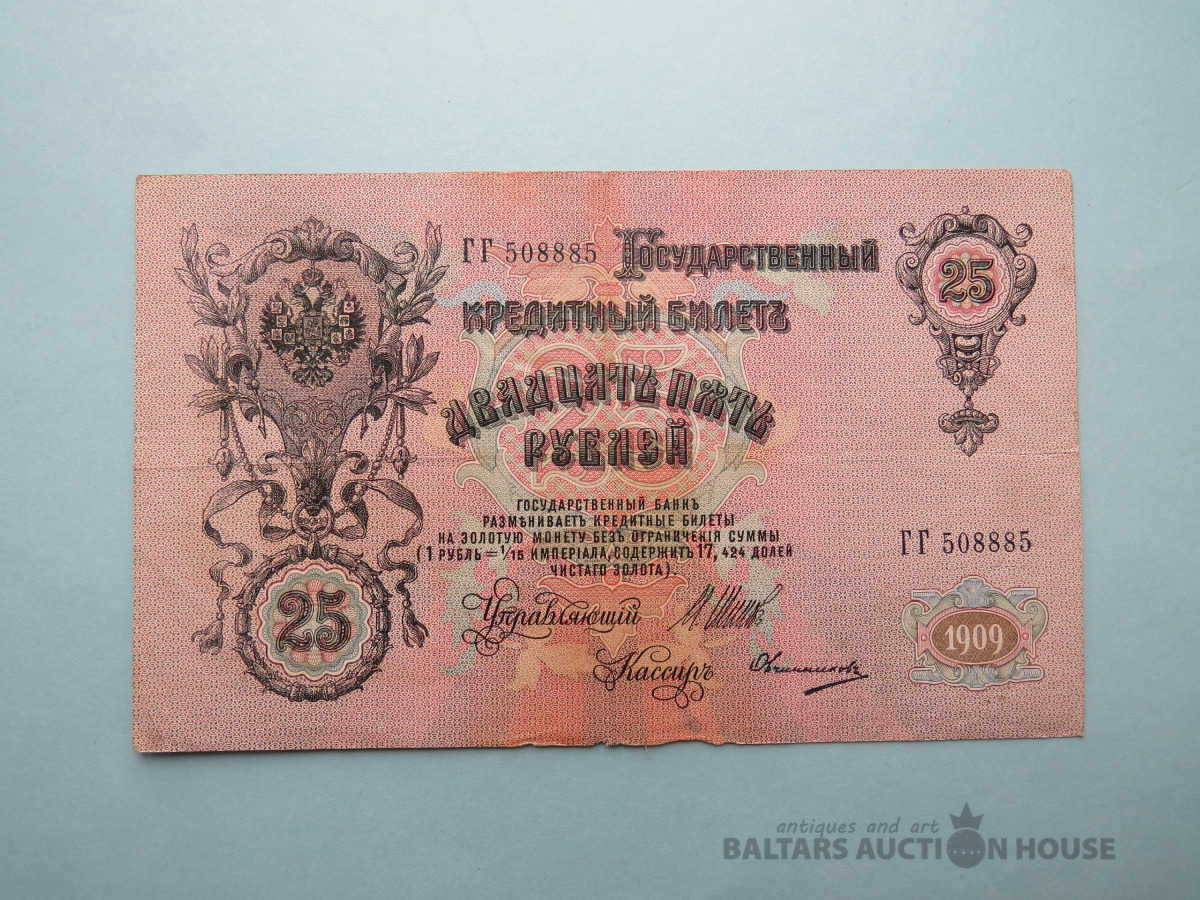 ГГ 508885 Государственный
Кредитный Билетъ
25
Двадцать пять
рублей
25
Государственный Банкъ
размѣниваетъ кредитные билеты
на золотую монету безъ ограниченія суммы
(1 рубль = 1/15 имперіала, содержитъ 17,424 долей
чистаго золота).
ГГ 508885
25
Управляющій
1909
Кассиръ
Овчинниковъ
antiques and art
BALTARS AUCTION HOUSE